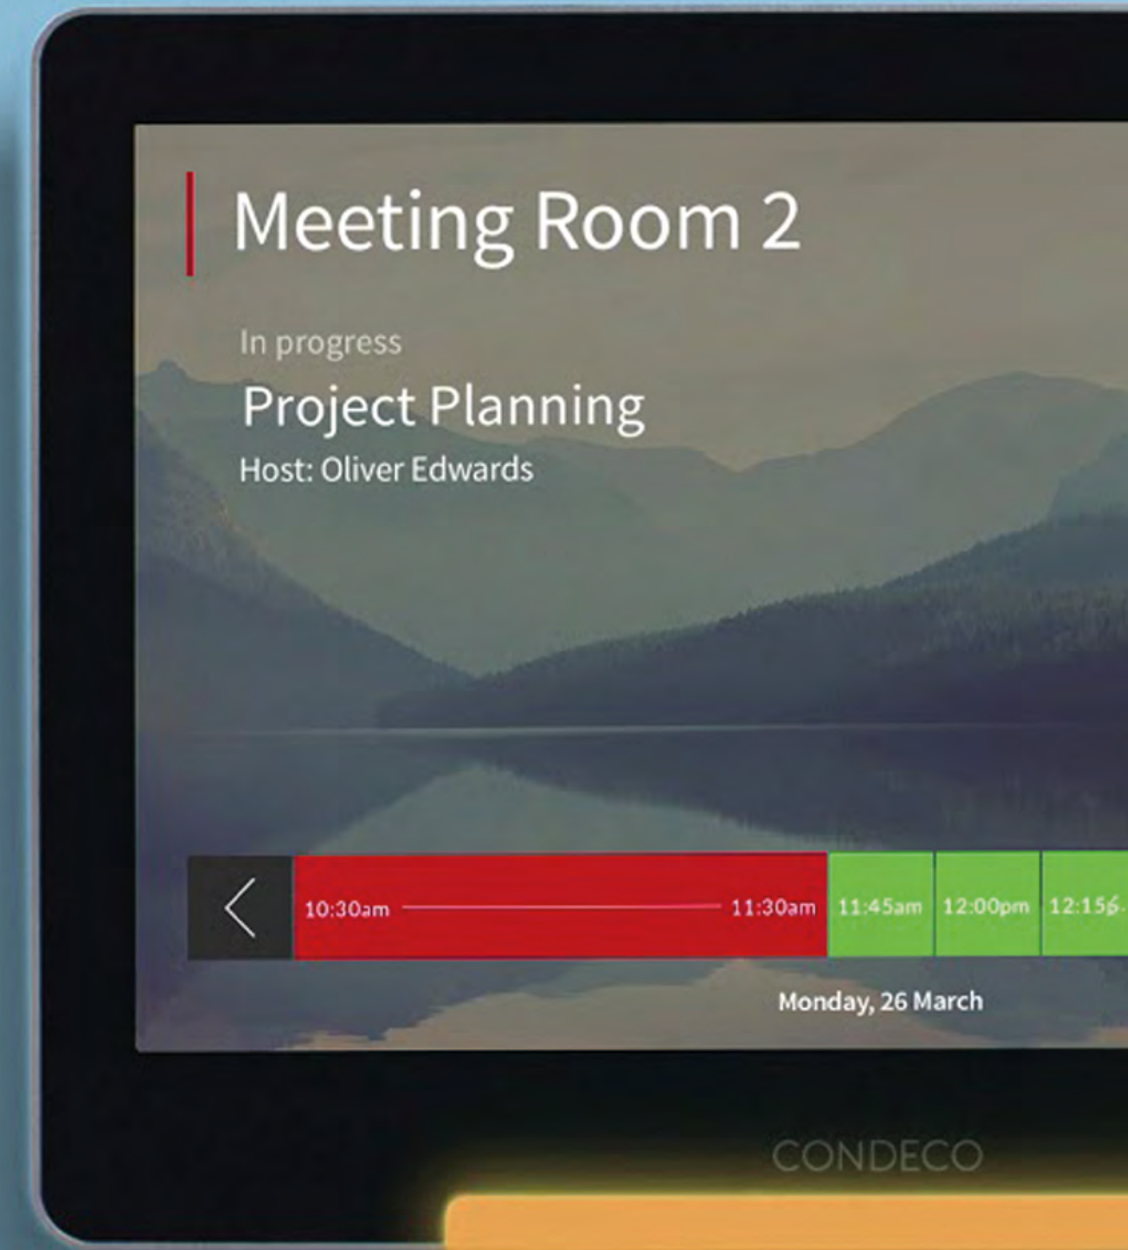 Meeting Room 2
In progress
Project Planning
Host: Oliver Edwards
10:30am 11:30am 11:45am 12:00pm
Monday, 26 March
CONDECO